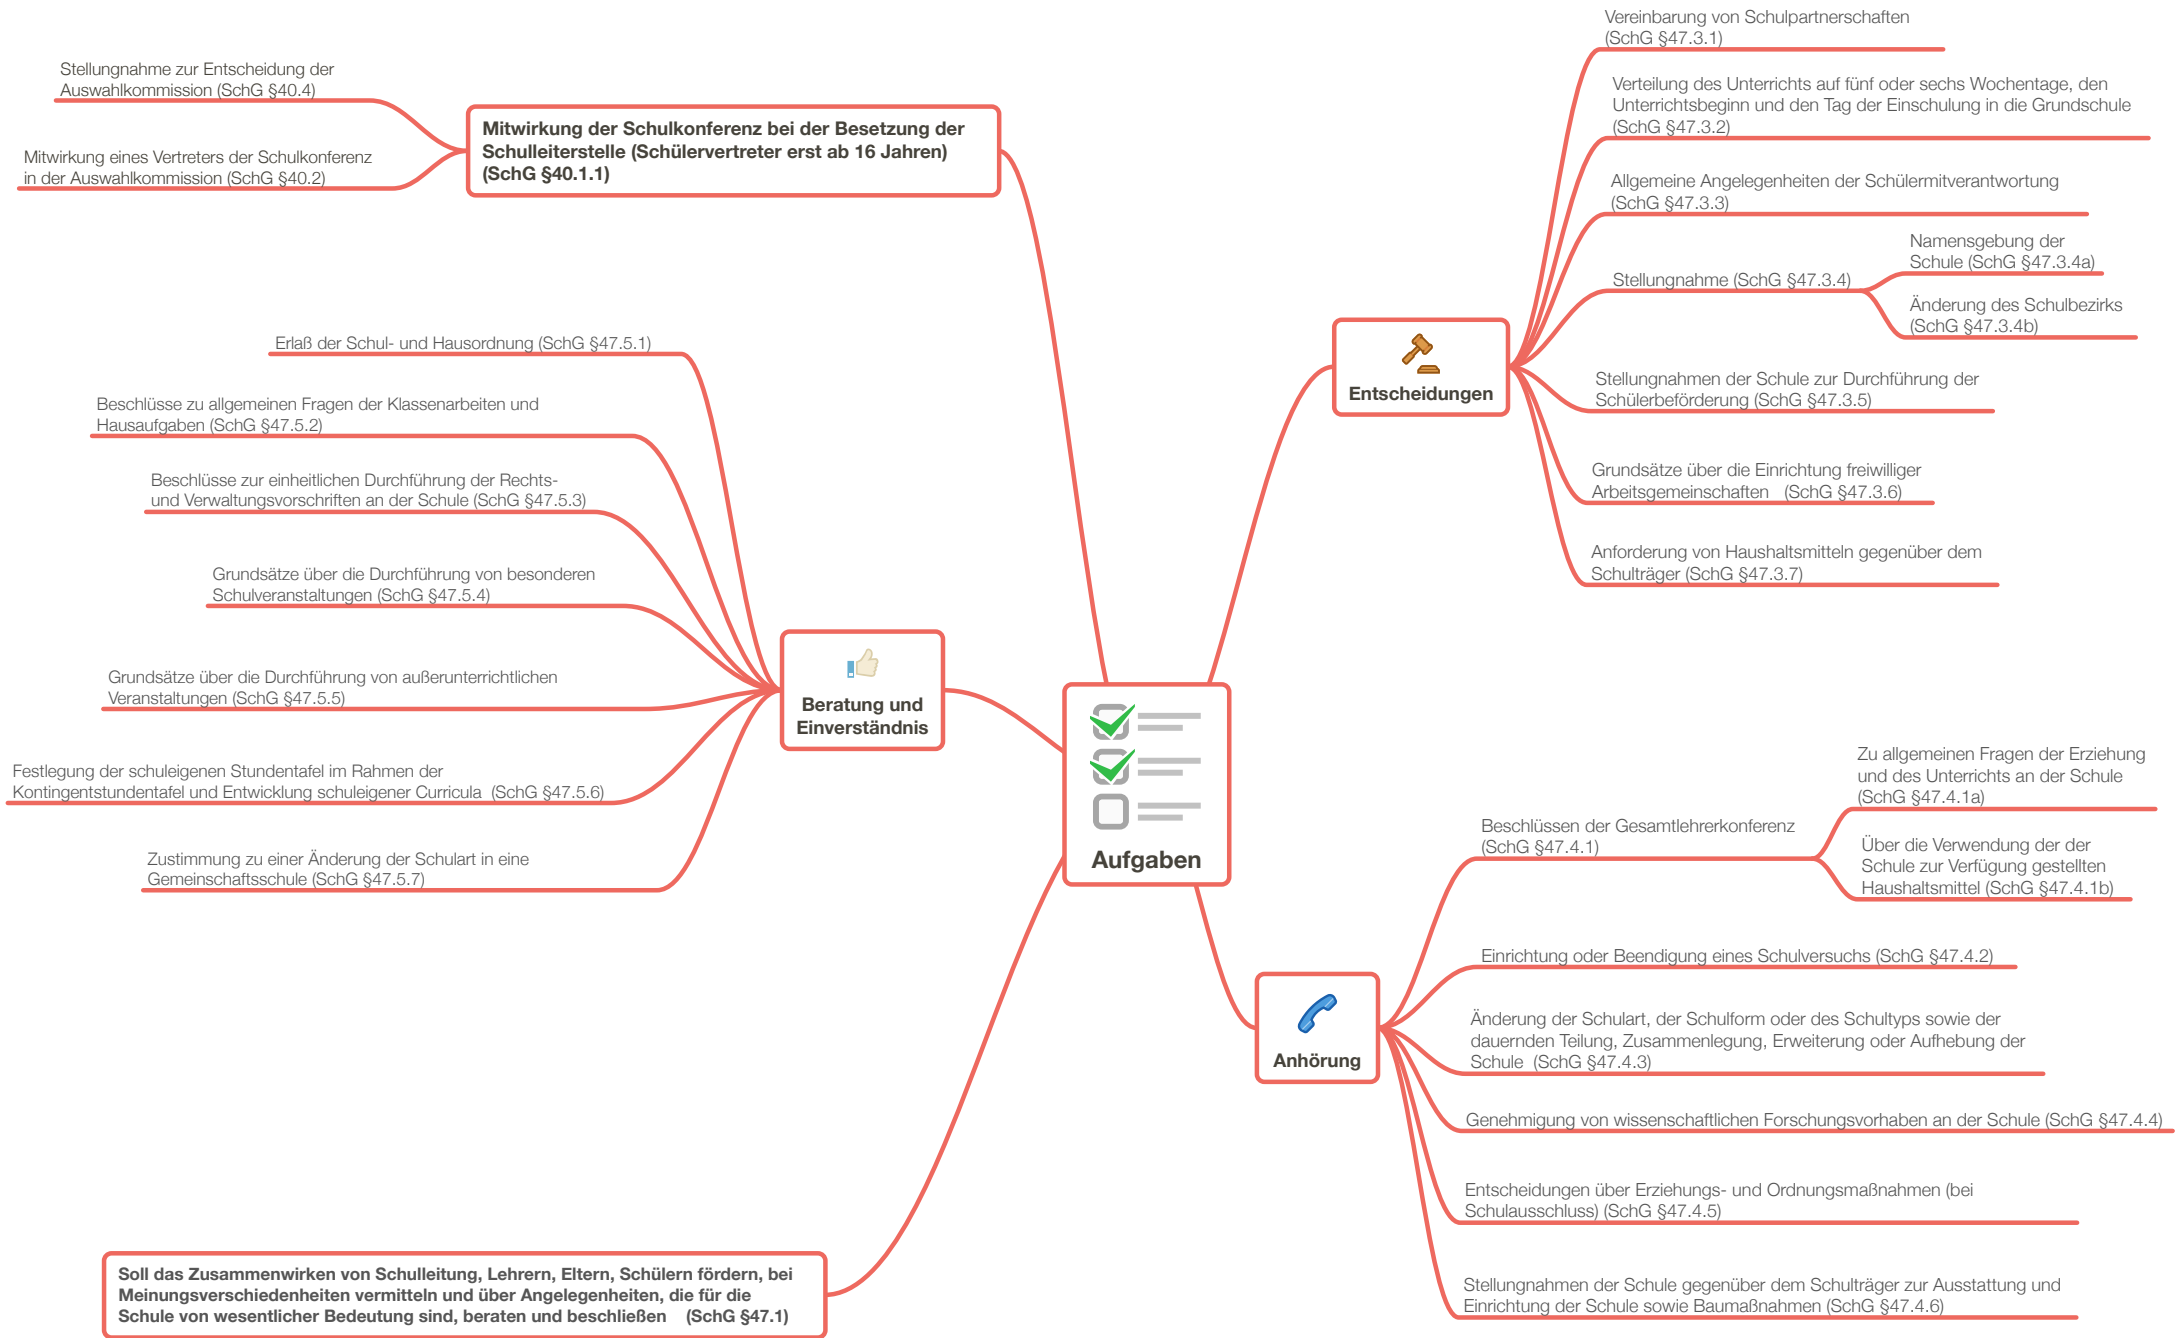 Stellungnahme zur Entscheidung der
Auswahlkommission (SchG §40.4)
Mitwirkung eines Vertreters der Schulkonferenz
in der Auswahlkommission (SchG §40.2)
Mitwirkung der Schulkonferenz bei der Besetzung der
Schulleiterstelle (Schülervertreter erst ab 16 Jahren)
(SchG §40.1.1)
Erlaß der Schul- und Hausordnung (SchG §47.5.1)
Beschlüsse zu allgemeinen Fragen der Klassenarbeiten und
Hausaufgaben (SchG §47.5.2)
Beschlüsse zur einheitlichen Durchführung der Rechts-
und Verwaltungsvorschriften an der Schule (SchG §47.5.3)
Grundsätze über die Durchführung von besonderen
Schulveranstaltungen (SchG §47.5.4)
Grundsätze über die Durchführung von außerunterrichtlichen
Veranstaltungen (SchG §47.5.5)
Festlegung der schuleigenen Stundentafel im Rahmen der
Kontingentstundentafel und Entwicklung schuleigener Curricula (SchG §47.5.6)
Zustimmung zu einer Änderung der Schulart in eine
Gemeinschaftsschule (SchG §47.5.7)
Beratung und
Einverständnis
Soll das Zusammenwirken von Schulleitung, Lehrern, Eltern, Schülern fördern, bei
Meinungsverschiedenheiten vermitteln und über Angelegenheiten, die für die
Schule von wesentlicher Bedeutung sind, beraten und beschließen (SchG §47.1)
Aufgaben
Entscheidungen
Vereinbarung von Schulpartnerschaften
(SchG §47.3.1)
Verteilung des Unterrichts auf fünf oder sechs Wochentage, den
Unterrichtsbeginn und den Tag der Einschulung in die Grundschule
(SchG §47.3.2)
Allgemeine Angelegenheiten der Schülermitverantwortung
(SchG §47.3.3)
Stellungnahme (SchG §47.3.4)
Namensgebung der
Schule (SchG §47.3.4a)
Änderung des Schulbezirks
(SchG §47.3.4b)
Stellungnahmen der Schule zur Durchführung der
Schülerbeförderung (SchG §47.3.5)
Grundsätze über die Einrichtung freiwilliger
Arbeitsgemeinschaften (SchG §47.3.6)
Anforderung von Haushaltsmitteln gegenüber dem
Schulträger (SchG §47.3.7)
Anhörung
Beschlüssen der Gesamtlehrerkonferenz
(SchG §47.4.1)
Zu allgemeinen Fragen der Erziehung
und des Unterrichts an der Schule
(SchG §47.4.1a)
Über die Verwendung der der
Schule zur Verfügung gestellten
Haushaltsmittel (SchG §47.4.1b)
Einrichtung oder Beendigung eines Schulversuchs (SchG §47.4.2)
Änderung der Schulart, der Schulform oder des Schultyps sowie der
dauernden Teilung, Zusammenlegung, Erweiterung oder Aufhebung der
Schule (SchG §47.4.3)
Genehmigung von wissenschaftlichen Forschungsvorhaben an der Schule (SchG §47.4.4)
Entscheidungen über Erziehungs- und Ordnungsmaßnahmen (bei
Schulausschluss) (SchG §47.4.5)
Stellungnahmen der Schule gegenüber dem Schulträger zur Ausstattung und
Einrichtung der Schule sowie Baumaßnahmen (SchG §47.4.6)